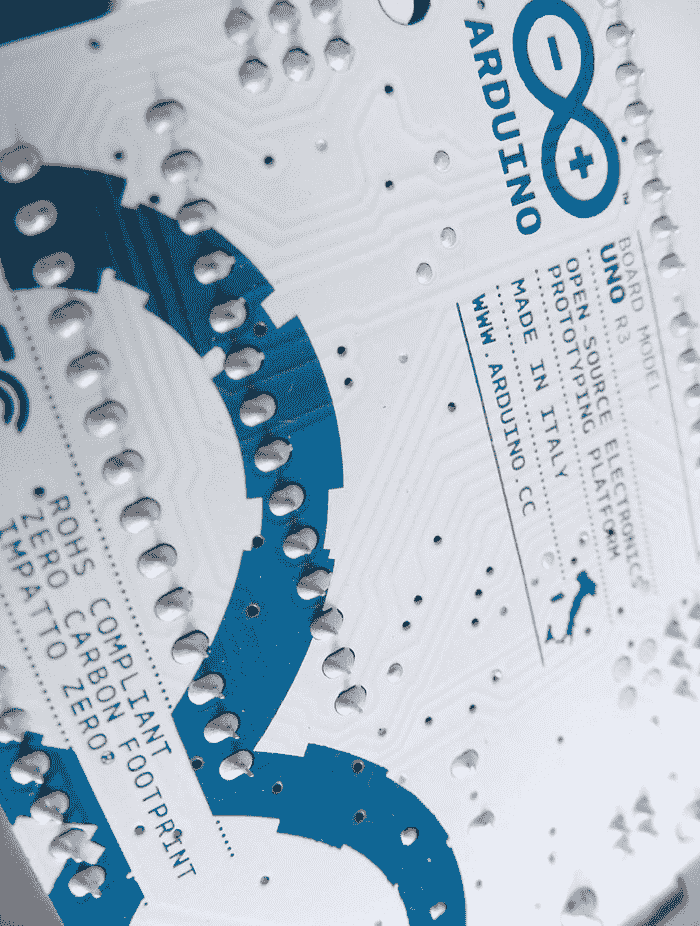 ARDUINO
TM
BOARD MODEL
UNO R3
OPEN-SOURCE ELECTRONICS
PROTOTYPING PLATFORM
MADE IN ITALY
WWW.ARDUINO.CC
ROHS COMPLIANT
ZERO CARBON FOOTPRINT
IMPATTO ZERO®